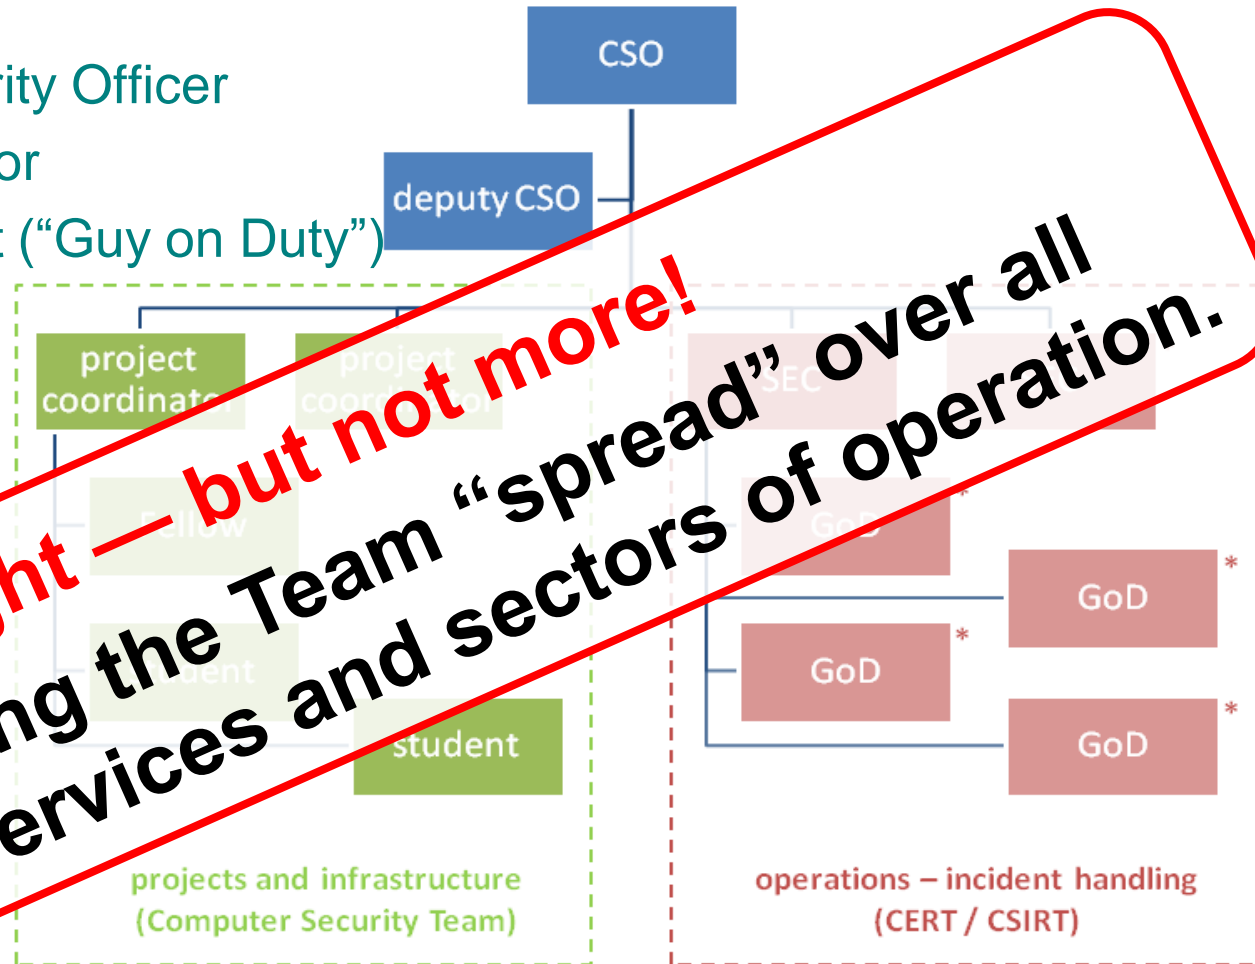 CSO
rity Officer
or
t (“Guy on Duty”)
deputy CSO
project
coordinator
project
coordinator
SEC
Fellow
GoD
*
GoD
*
student
GoD
*
student
GoD
*
ght — but not more!
ng the Team “spread” over all
ervices and sectors of operation.
projects and infrastructure
(Computer Security Team)
operations – incident handling
(CERT / CSIRT)